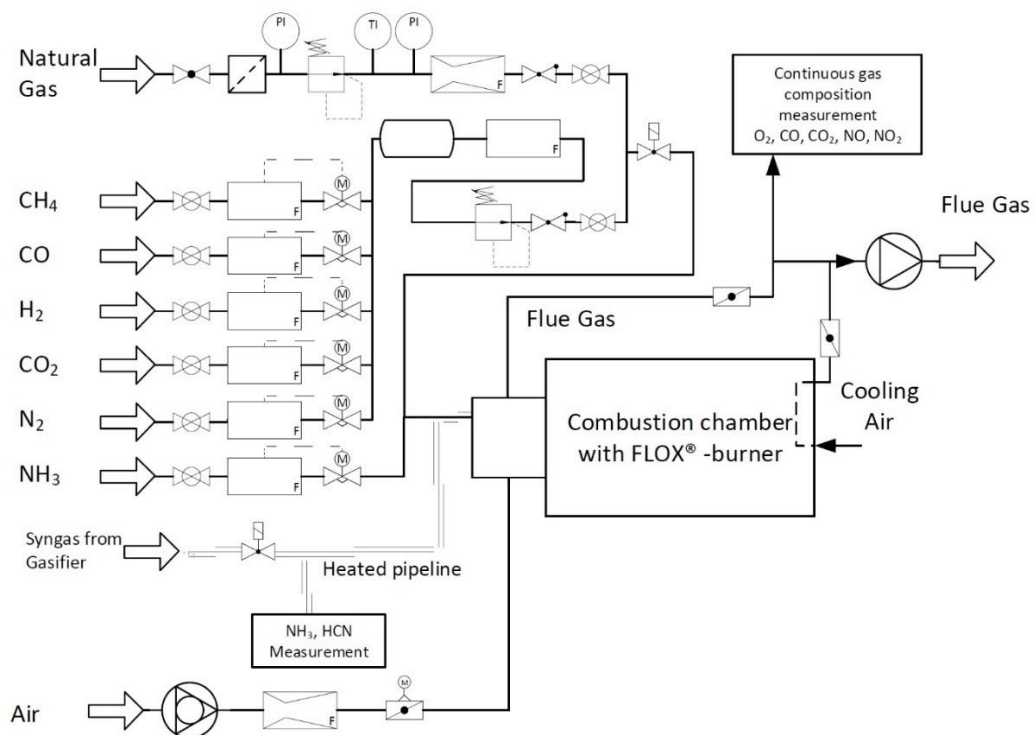 PI
TI
PI
Natural
Gas
F
Continuous gas
composition
measurement
O₂, CO, CO₂, NO, NO₂
F
CH₄
F
M
Flue Gas
CO
F
M
H₂
F
M
Flue Gas
CO₂
F
M
Cooling
Air
N₂
F
M
Combustion chamber
with FLOX® -burner
NH₃
F
M
Syngas from
Gasifier
Heated pipeline
NH₃, HCN
Measurement
Air
F
M